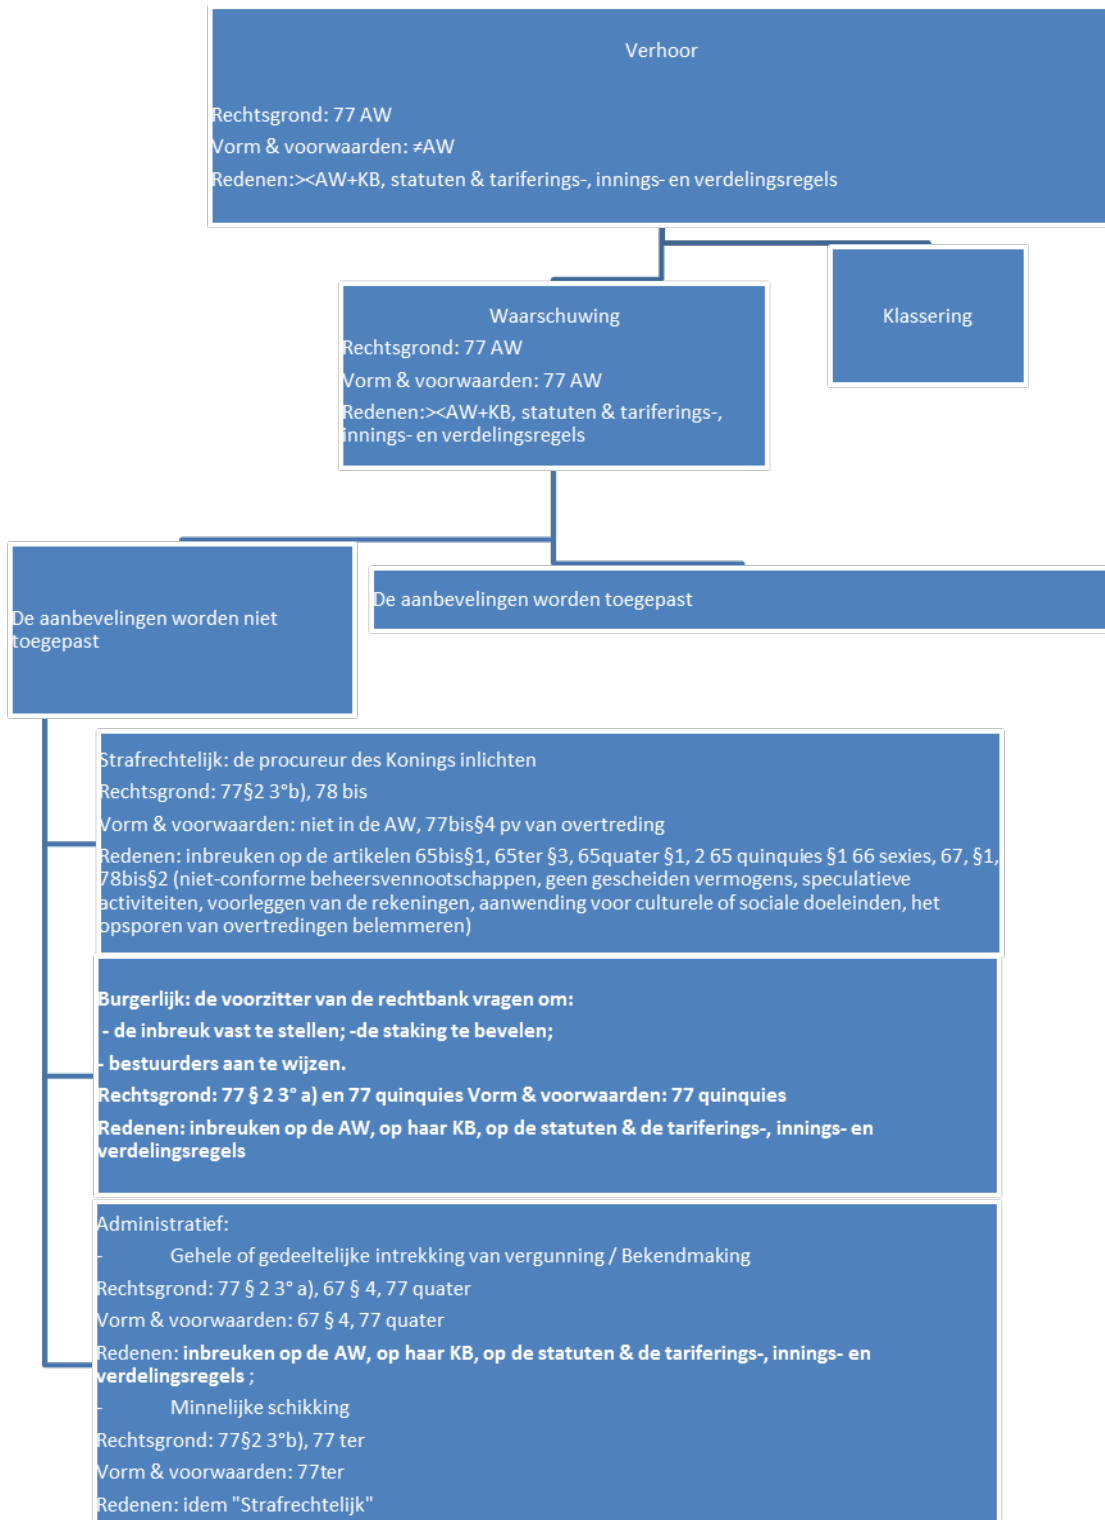 Verhoor
Rechtsgrond: 77 AW
Vorm & voorwaarden: ≠AW
Redenen:><AW+KB, statuten & tariferings-, innings- en verdelingsregels
Waarschuwing
Rechtsgrond: 77 AW
Vorm & voorwaarden: 77 AW
Redenen:><AW+KB, statuten & tariferings-,
innings- en verdelingsregels
Klassering
De aanbevelingen worden niet
toegepast
De aanbevelingen worden toegepast
Strafrechtelijk: de procureur des Konings inlichten
Rechtsgrond: 77§2 3°b), 78 bis
Vorm & voorwaarden: niet in de AW, 77bis§4 pv van overtreding
Redenen: inbreuken op de artikelen 65bis§1, 65ter §3, 65quater §1, 2 65 quinquies §1 66 sexies, 67, §1,
78bis§2 (niet-conforme beheersvennootschappen, geen gescheiden vermogens, speculatieve
activiteiten, voorleggen van de rekeningen, aanwending voor culturele of sociale doeleinden, het
opsporen van overtredingen belemmeren)
Burgerlijk: de voorzitter van de rechtbank vragen om:
- de inbreuk vast te stellen; -de staking te bevelen;
- bestuurders aan te wijzen.
Rechtsgrond: 77 § 2 3° a) en 77 quinquies Vorm & voorwaarden: 77 quinquies
Redenen: inbreuken op de AW, op haar KB, op de statuten & de tariferings-, innings- en
verdelingsregels
Administratief:
- Gehele of gedeeltelijke intrekking van vergunning / Bekendmaking
Rechtsgrond: 77 § 2 3° a), 67 § 4, 77 quater
Vorm & voorwaarden: 67 § 4, 77 quater
Redenen: inbreuken op de AW, op haar KB, op de statuten & de tariferings-, innings- en
verdelingsregels ;
- Minnelijke schikking
Rechtsgrond: 77§2 3°b), 77 ter
Vorm & voorwaarden: 77ter
Redenen: idem "Strafrechtelijk"